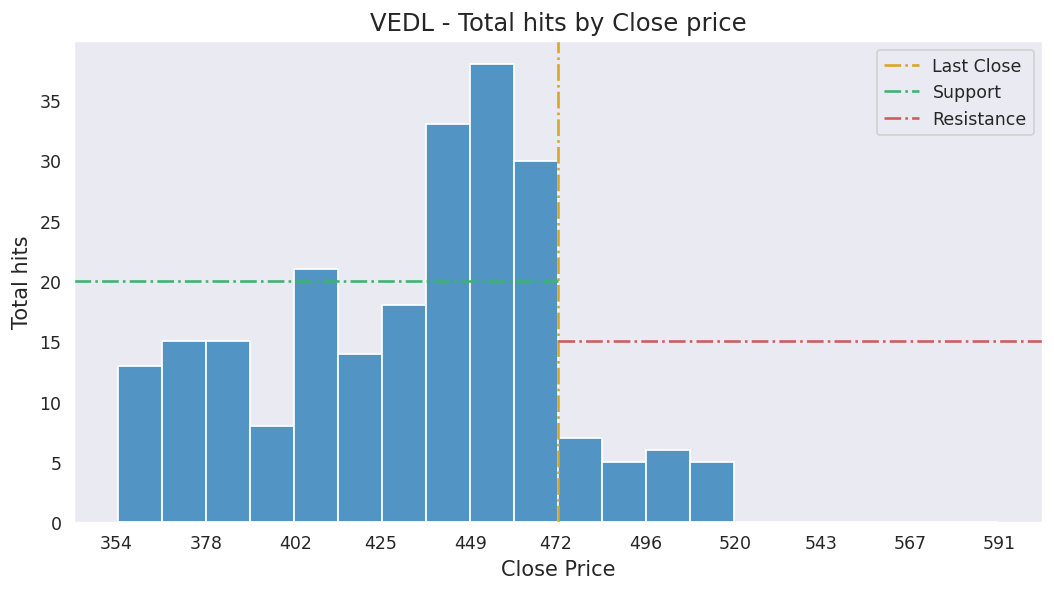 VEDL - Total hits by Close price
Last Close
Support
Resistance
Total hits
35
30
25
20
15
10
5
0
354 378 402 425 449 472 496 520 543 567 591
Close Price